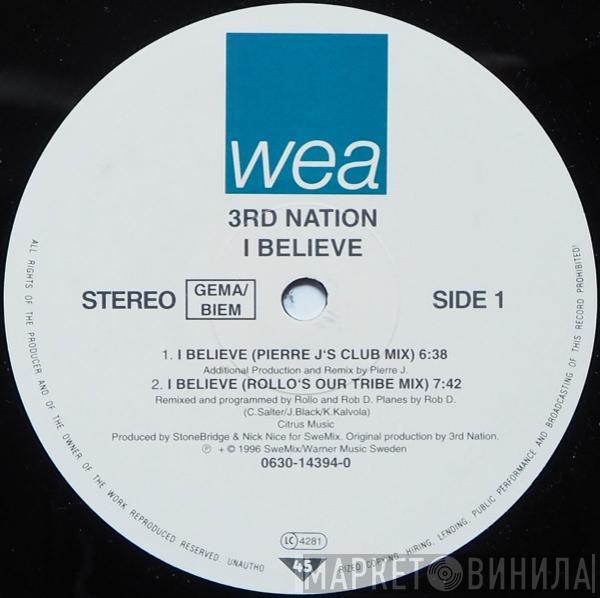 wea
3RD NATION
I BELIEVE
STEREO GEMA/ BIEM SIDE 1
1. I BELIEVE (PIERRE J'S CLUB MIX) 6:38
Additional Production and Remix by Pierre J.
2. I BELIEVE (ROLLO'S OUR TRIBE MIX) 7:42
Remixed and programmed by Rollo and Rob D. Planes by Rob D.
(C.Salter/J.Black/K.Kalvola)
Citrus Music
Produced by StoneBridge & Nick Nice for SweMix. Original production by 3rd Nation.
℗ + © 1996 SweMix/Warner Music Sweden
0630-14394-0
LC 4281
45
ALL RIGHTS OF THE PRODUCER AND OF THE OWNER OF THE WORK REPRODUCED RESERVED. UNAUTHO RIZED COPYING, HIRING, LENDING, PUBLIC PERFORMANCE AND BROADCASTING OF THIS RECORD PROHIBITED!
МАРКЕТ ВИНИЛА